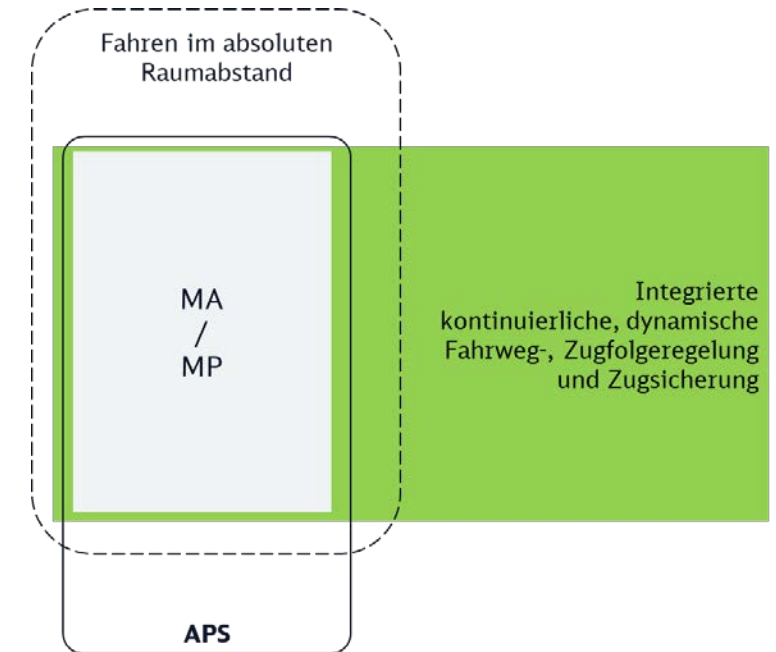 Fahren im absoluten
Raumabstand
MA
/
MP
Integrierte
kontinuierliche, dynamische
Fahrweg-, Zugfolgeregelung
und Zugsicherung
APS